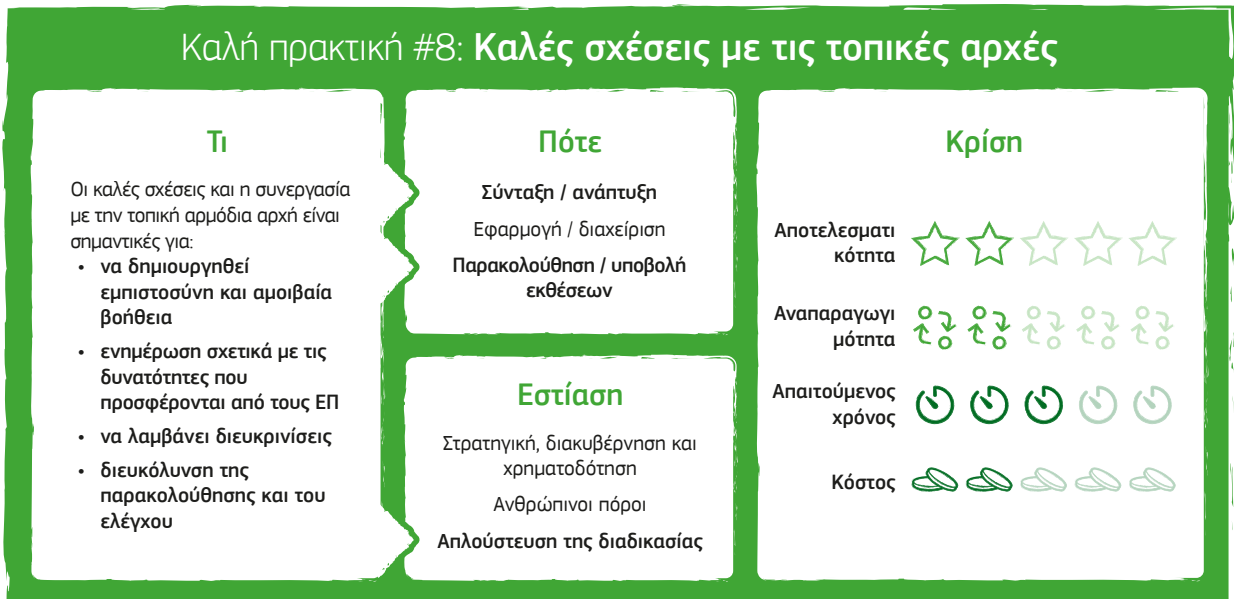 Καλή πρακτική #8: Καλές σχέσεις με τις τοπικές αρχές
Τι
Οι καλές σχέσεις και η συνεργασία
με την τοπική αρμόδια αρχή είναι
σημαντικές για:
• να δημιουργηθεί
εμπιστοσύνη και αμοιβαία
βοήθεια
• ενημέρωση σχετικά με τις
δυνατότητες που
προσφέρονται από τους ΕΠ
• να λαμβάνει διευκρινίσεις
• διευκόλυνση της
παρακολούθησης και του
ελέγχου
Πότε
Σύνταξη / ανάπτυξη
Εφαρμογή / διαχείριση
Παρακολούθηση / υποβολή
εκθέσεων
Εστίαση
Στρατηγική, διακυβέρνηση και
χρηματοδότηση
Ανθρώπινοι πόροι
Απλούστευση της διαδικασίας
Κρίση
Αποτελεσματι
κότητα
Αναπαραγωγι
μότητα
Απαιτούμενος
χρόνος
Κόστος